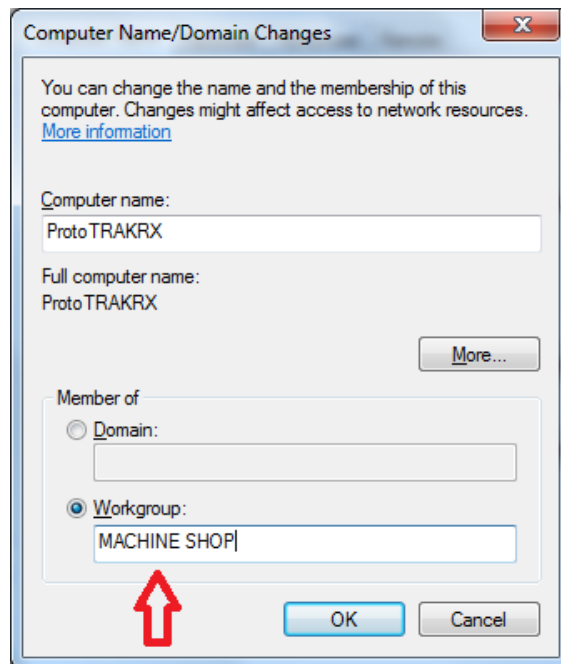 Computer Name/Domain Changes
You can change the name and the membership of this
computer. Changes might affect access to network resources.
More information
Computer name:
ProtoTRAKRX
Full computer name:
ProtoTRAKRX
More...
Member of
Domain:
Workgroup:
MACHINE SHOP
OK
Cancel